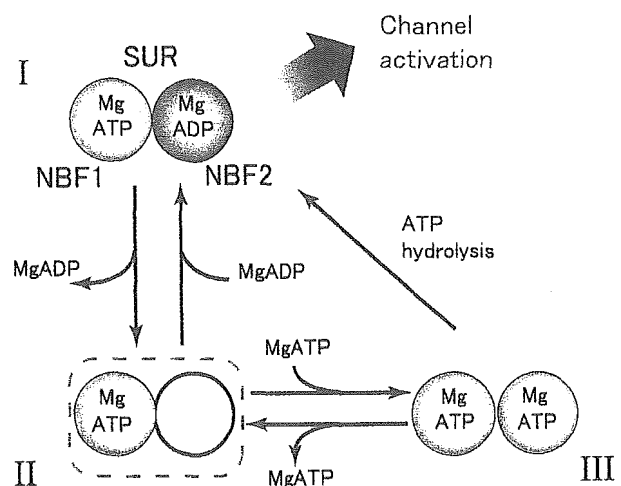 Channel
activation
SUR
I
Mg
ATP
Mg
ADP
NBF1
NBF2
ATP
hydrolysis
MgADP
MgADP
MgATP
Mg
ATP
Mg
ATP
Mg
ATP
II
MgATP
III